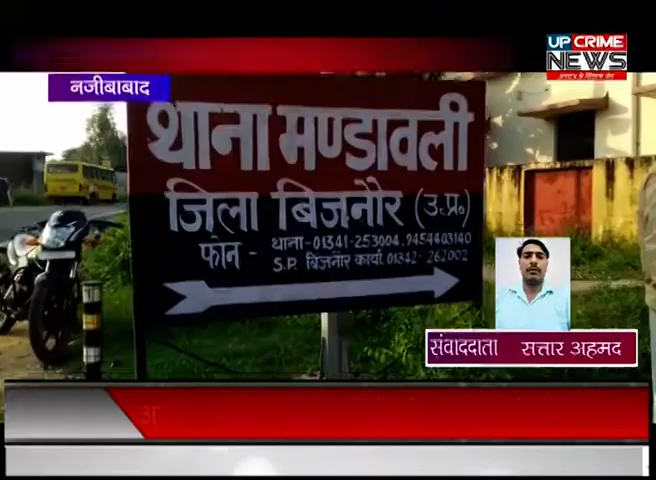 UP CRIME
NEWS
नजीबाबाद
थाना मण्डावली
जिला बिजनौर (उ.प्र.)
फोन - थाना-01341-253004,9454403140
S.P. बिजनौर कार्या. 01342-262002
संवाददाता सत्तार अहमद